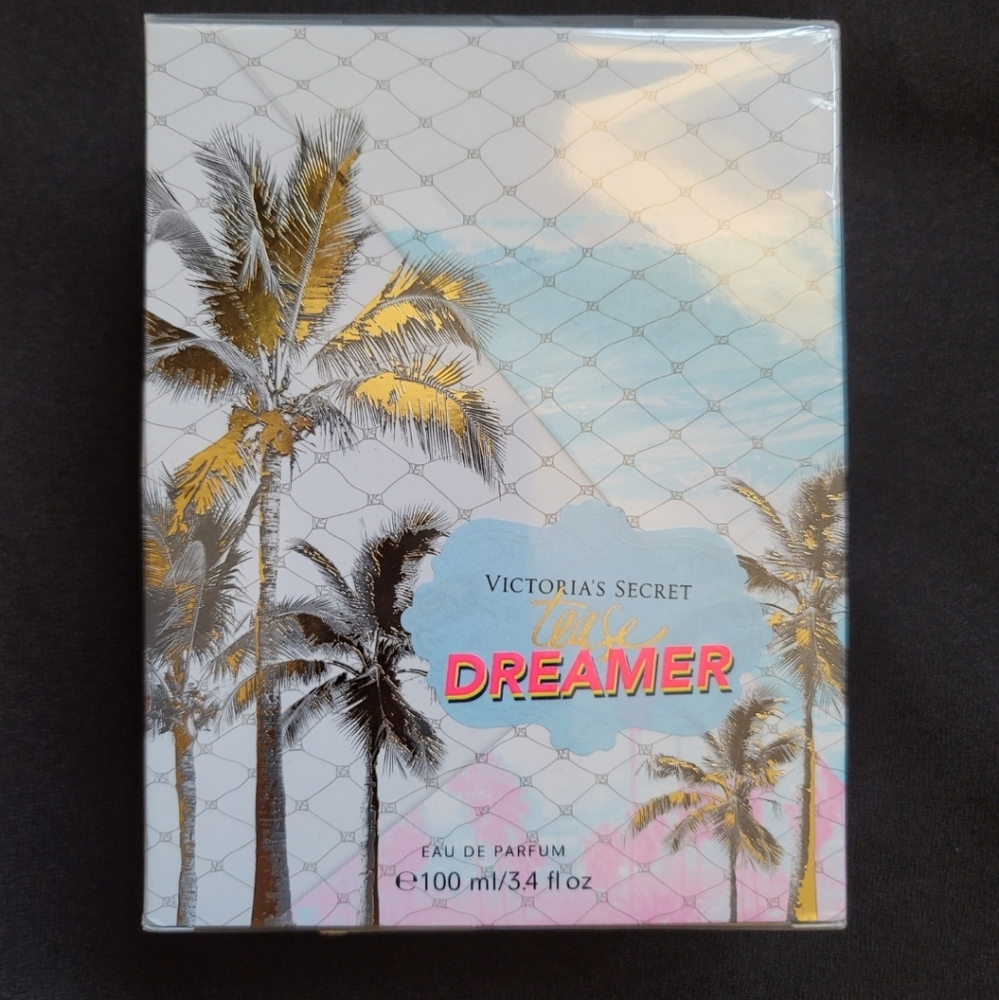 VICTORIA'S SECRET
tease
DREAMER
EAU DE PARFUM
℮100 ml/3.4 fl oz